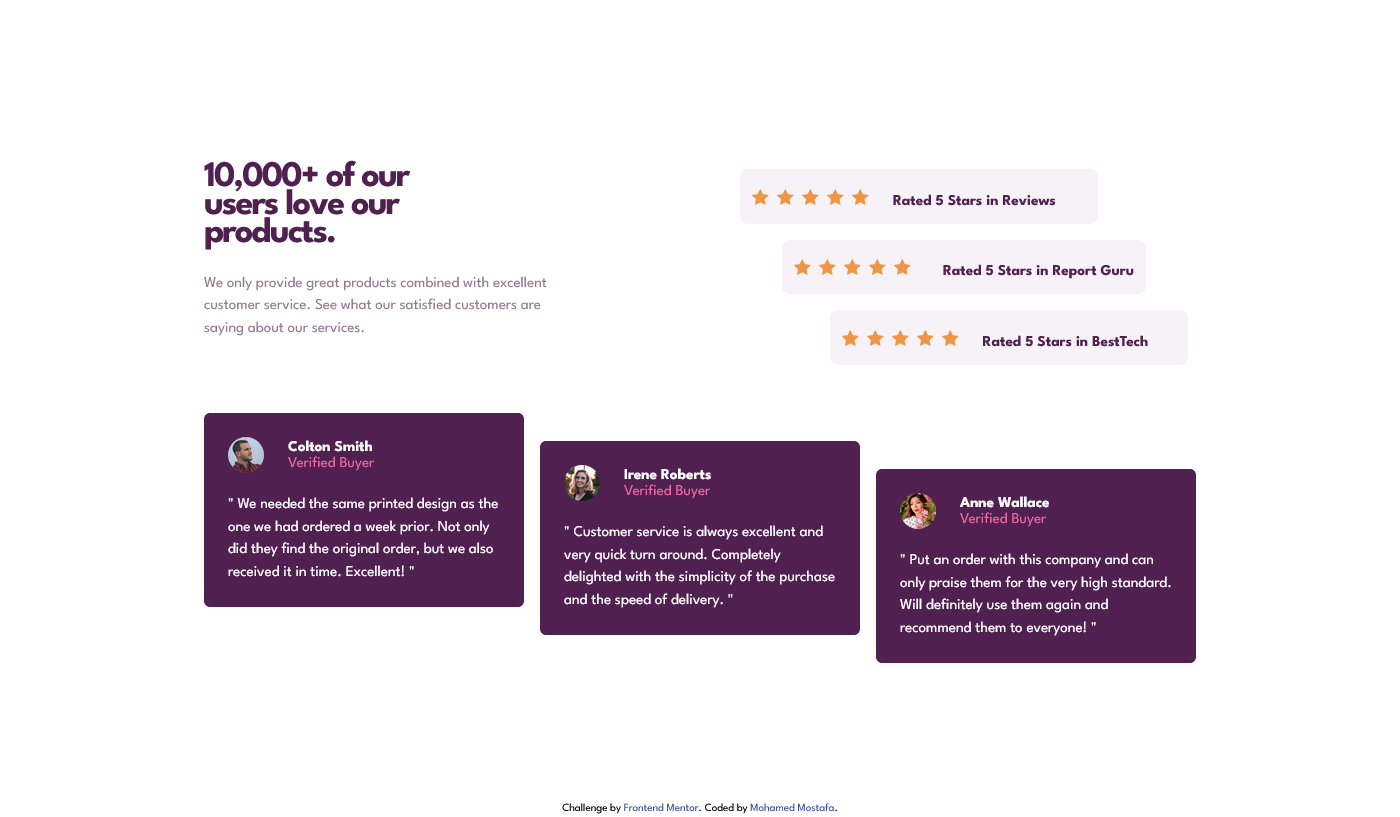 10,000+ of our
users love our
products.
We only provide great products combined with excellent
customer service. See what our satisfied customers are
saying about our services.
Rated 5 Stars in Reviews
Rated 5 Stars in Report Guru
Rated 5 Stars in BestTech
Colton Smith
Verified Buyer
" We needed the same printed design as the
one we had ordered a week prior. Not only
did they find the original order, but we also
received it in time. Excellent! "
Irene Roberts
Verified Buyer
" Customer service is always excellent and
very quick turn around. Completely
delighted with the simplicity of the purchase
and the speed of delivery. "
Anne Wallace
Verified Buyer
" Put an order with this company and can
only praise them for the very high standard.
Will definitely use them again and
recommend them to everyone! "
Challenge by Frontend Mentor. Coded by Mohamed Mostafa.